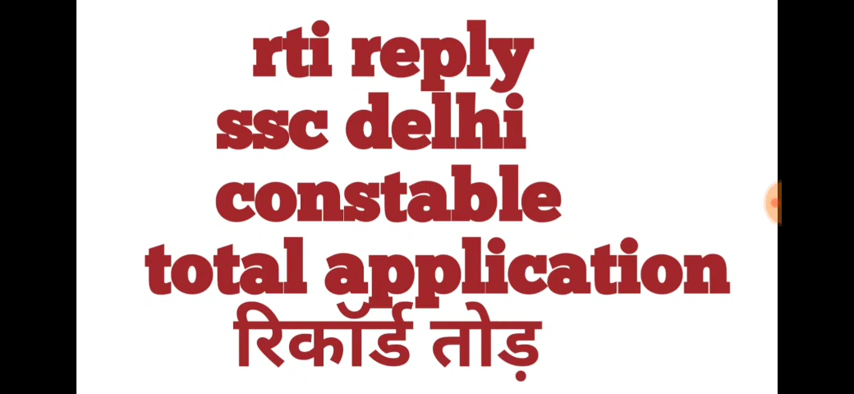 rti reply
ssc delhi
constable
total application
रिकॉर्ड तोड़